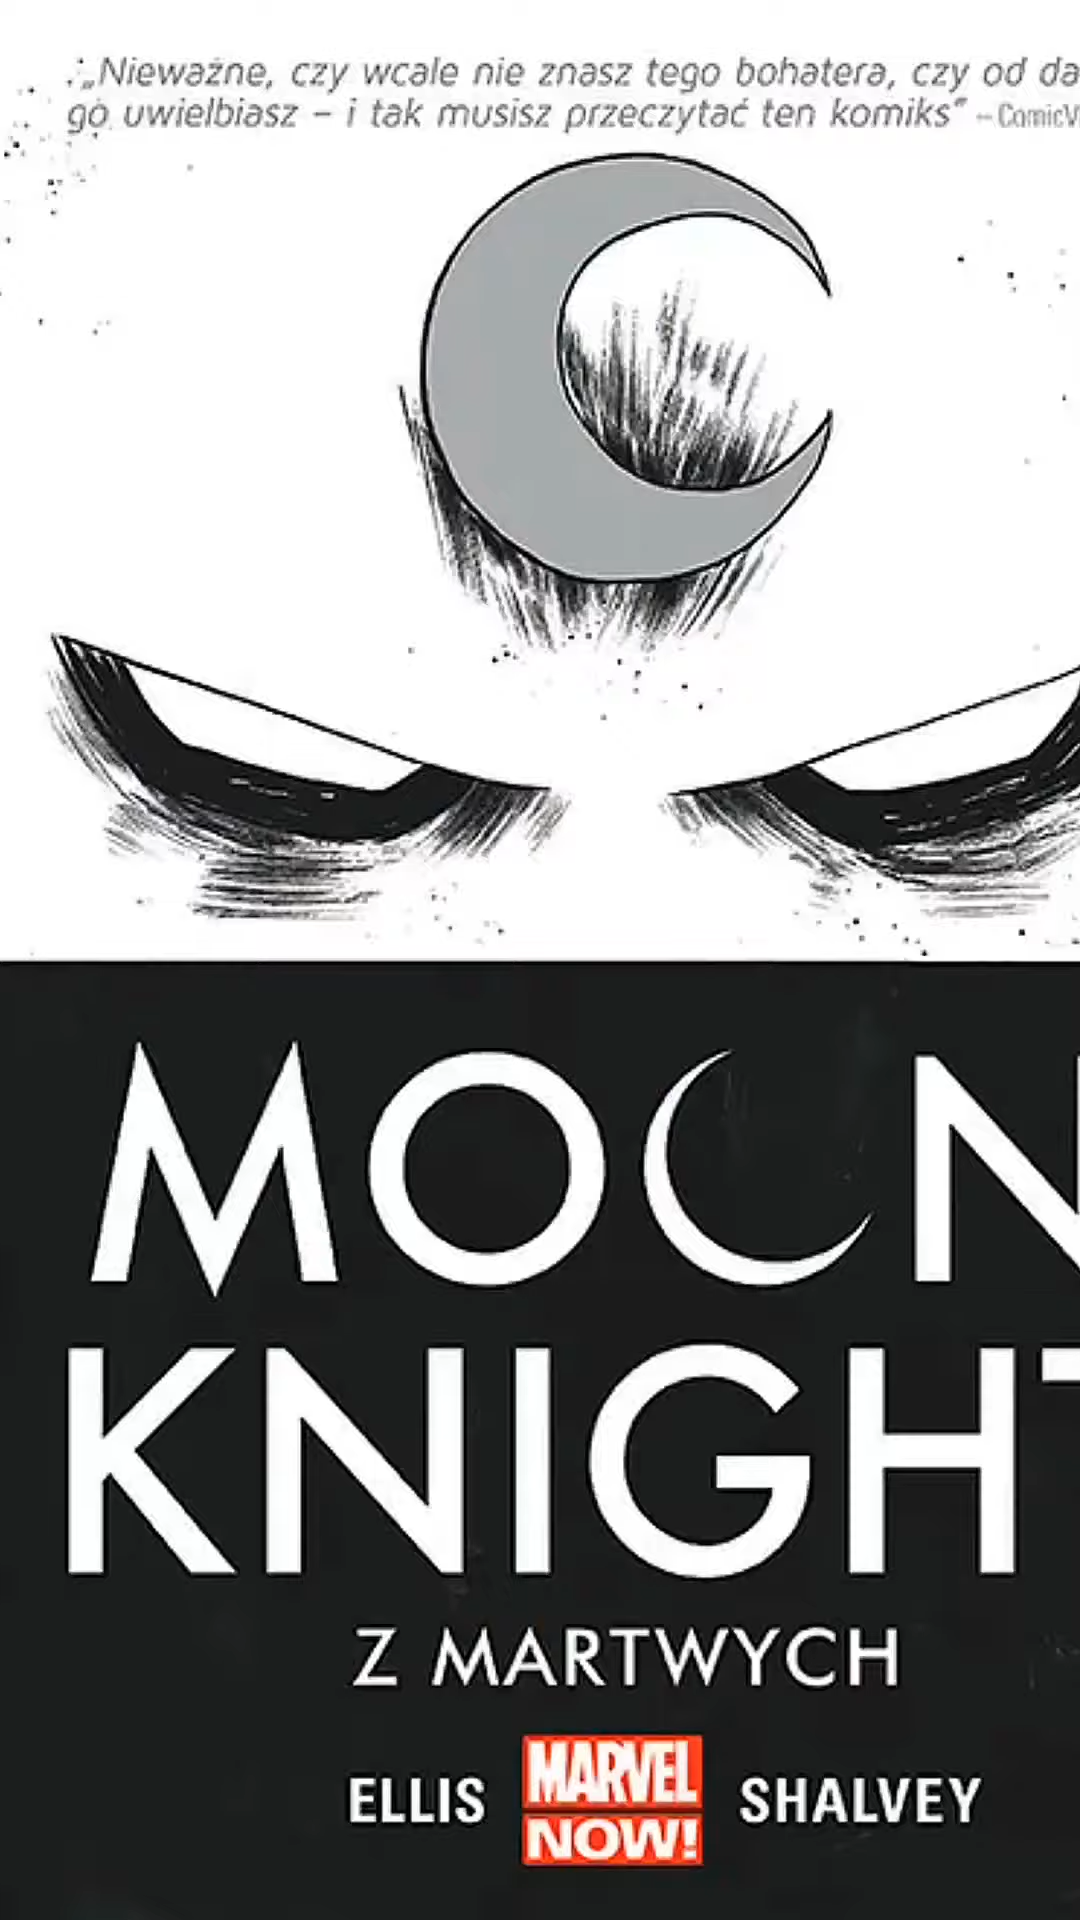 „Nieważne, czy wcale nie znasz tego bohatera, czy od da
go uwielbiasz – i tak musisz przeczytać ten komiks” – ComicVi
MOON
KNIGHT
Z MARTWYCH
ELLIS MARVEL NOW! SHALVEY